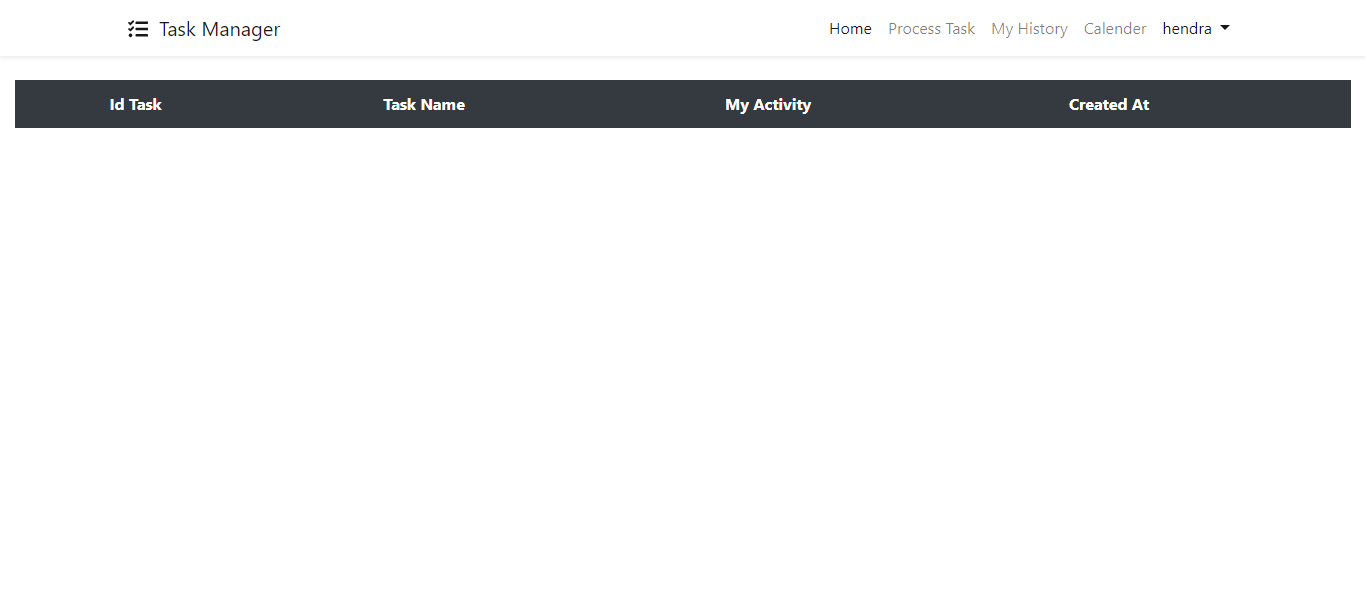 Task Manager Home Process Task My History Calender hendra
Id Task Task Name My Activity Created At